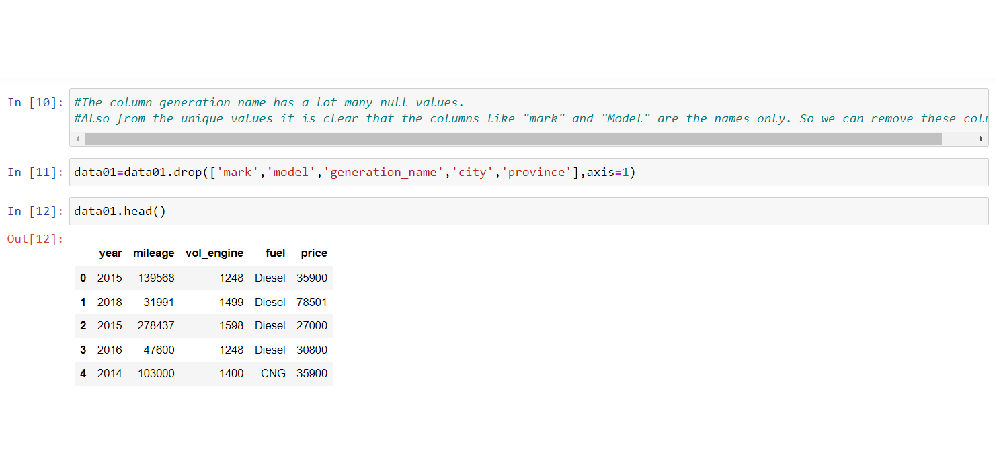 In [10]: #The column generation name has a lot many null values.
#Also from the unique values it is clear that the columns like "mark" and "Model" are the names only. So we can remove these
In [11]: data01=data01.drop(['mark','model','generation_name','city','province'],axis=1)
In [12]: data01.head()
Out[12]:
year mileage vol_engine fuel price
0 2015 139568 1248 Diesel 35900
1 2018 31991 1499 Diesel 78501
2 2015 278437 1598 Diesel 27000
3 2016 47600 1248 Diesel 30800
4 2014 103000 1400 CNG 35900